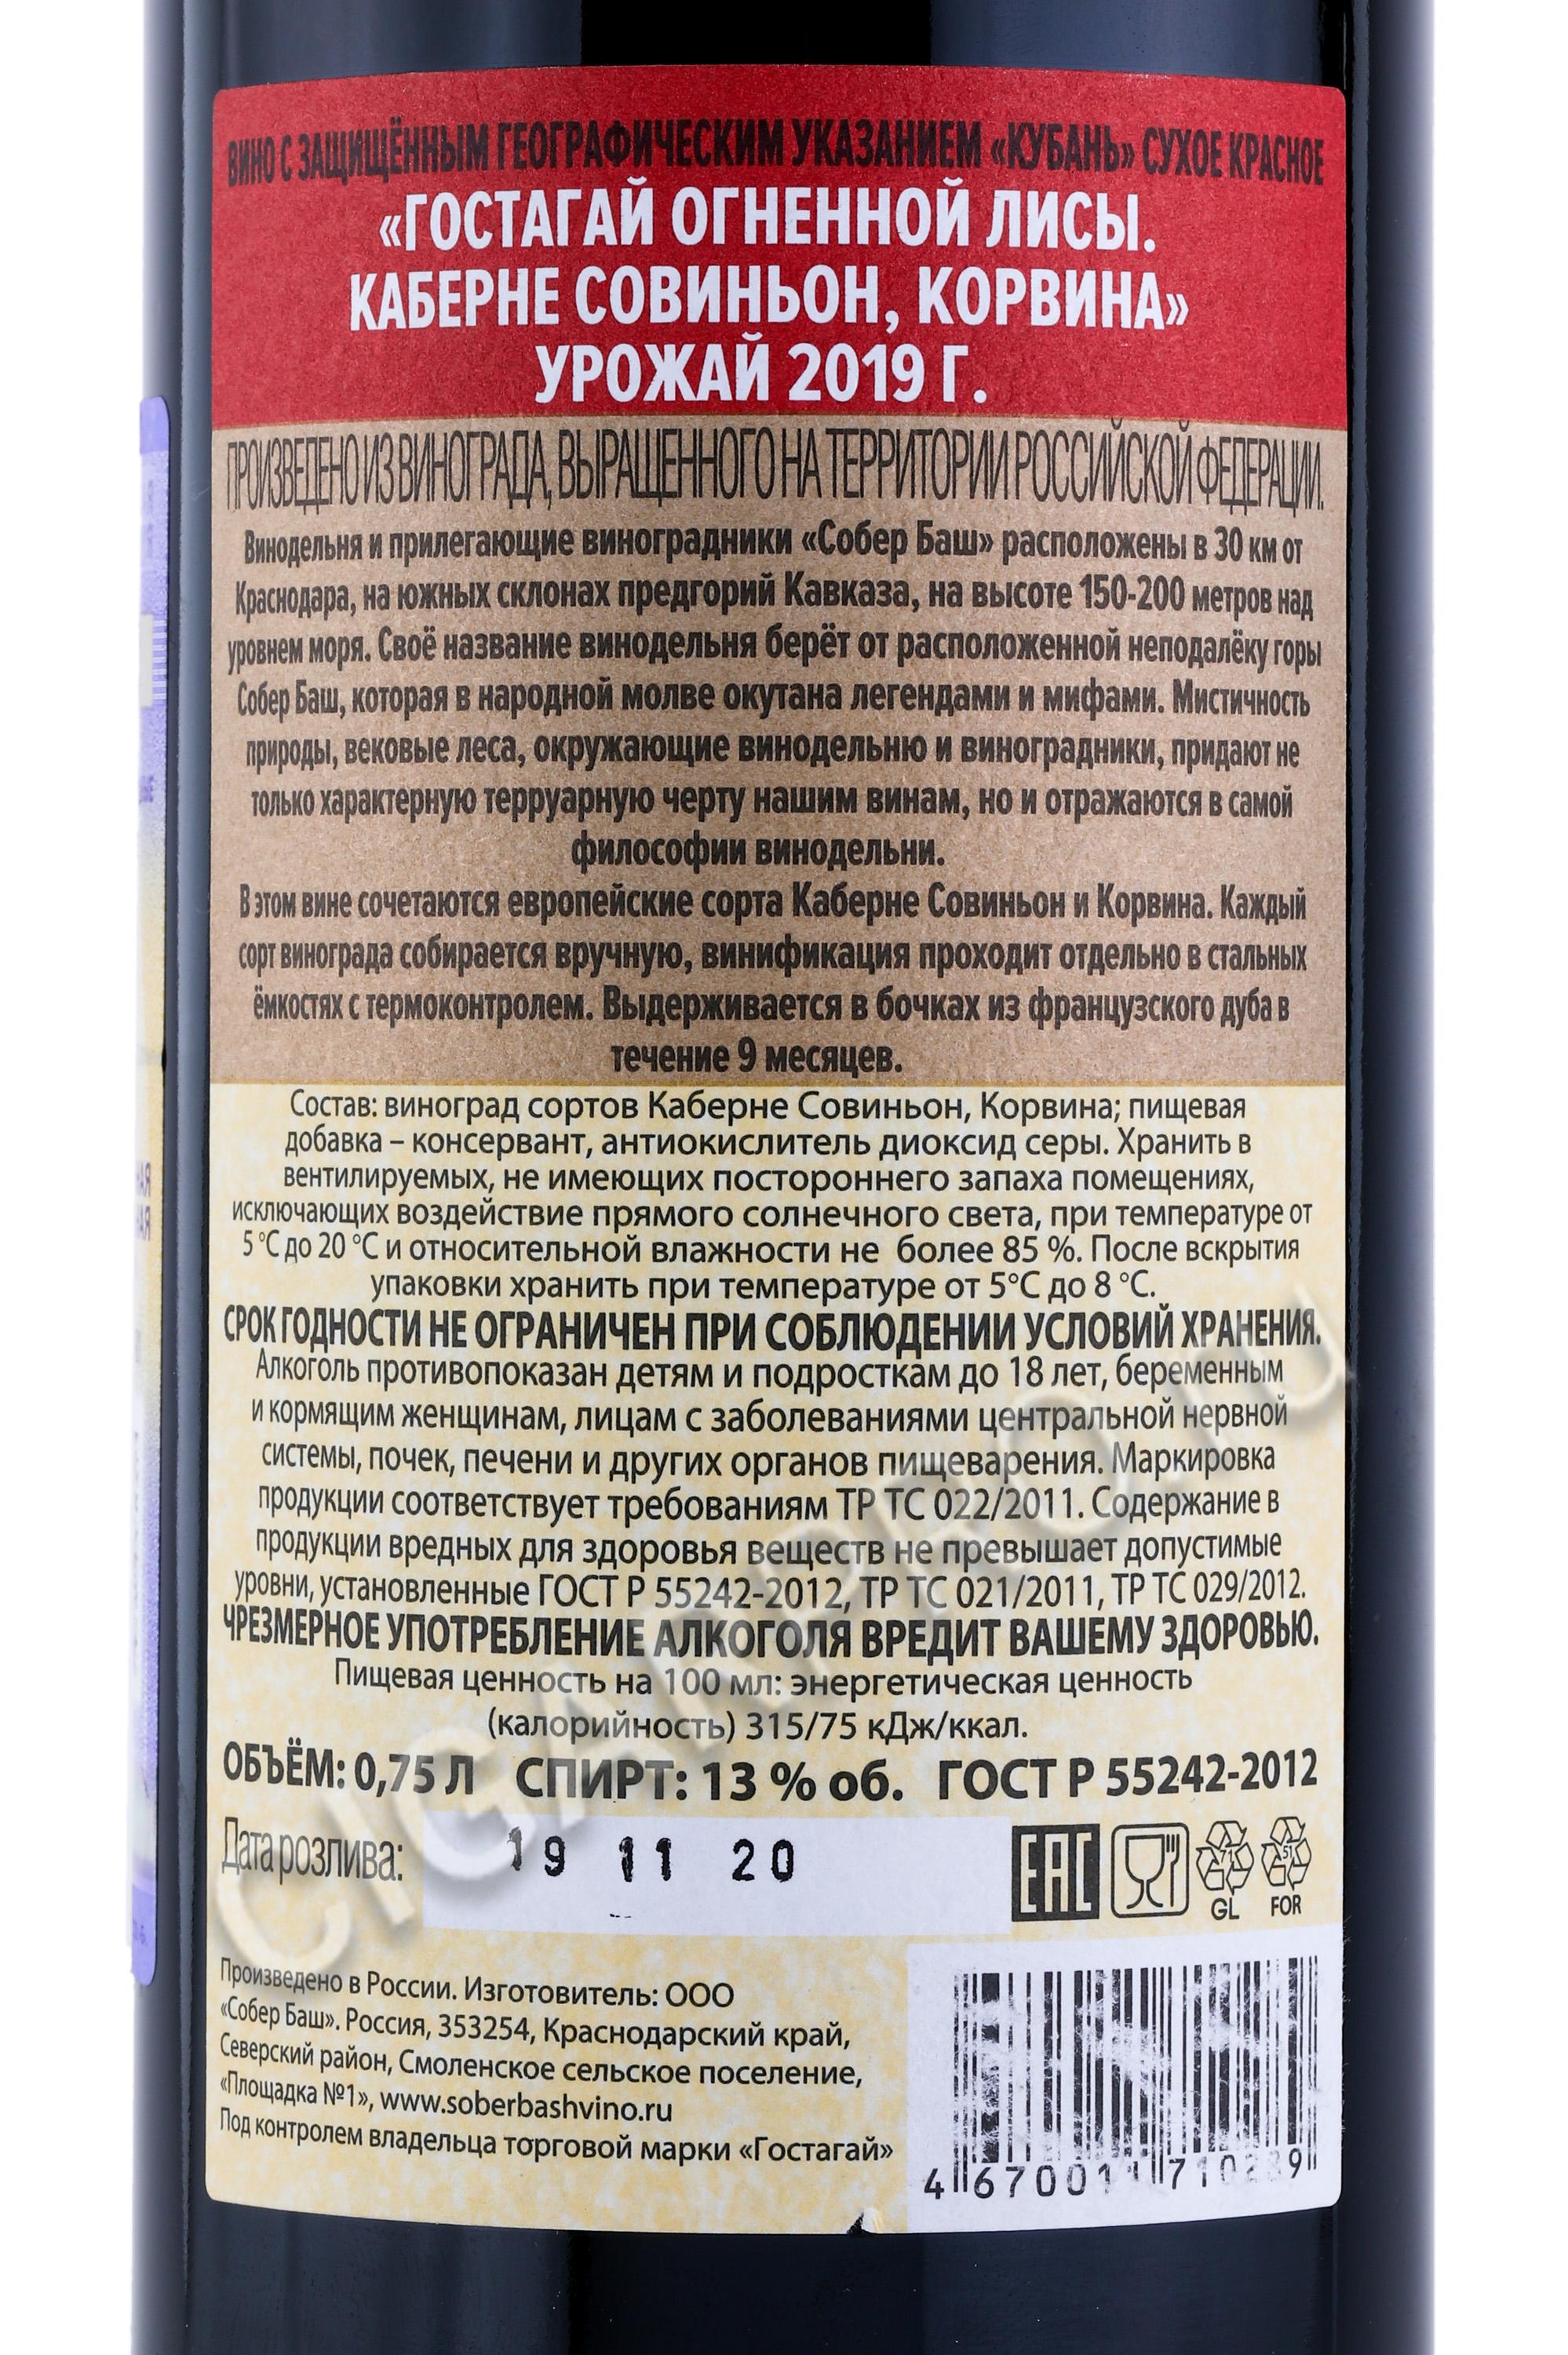 ВИНО С ЗАЩИЩЁННЫМ ГЕОГРАФИЧЕСКИМ УКАЗАНИЕМ «КУБАНЬ» СУХОЕ КРАСНОЕ
«ГОСТАГАЙ ОГНЕННОЙ ЛИСЫ.
КАБЕРНЕ СОВИНЬОН, КОРВИНА»
УРОЖАЙ 2019 Г.
ПРОИЗВЕДЕНО ИЗ ВИНОГРАДА, ВЫРАЩЕННОГО НА ТЕРРИТОРИИ РОССИЙСКОЙ ФЕДЕРАЦИИ.
Винодельня и прилегающие виноградники «Собер Баш» расположены в 30 км от
Краснодара, на южных склонах предгорий Кавказа, на высоте 150-200 метров над
уровнем моря. Своё название винодельня берёт от расположенной неподалёку горы
Собер Баш, которая в народной молве окутана легендами и мифами. Мистичность
природы, вековые леса, окружающие винодельню и виноградники, придают не
только характерную терруарную черту нашим винам, но и отражаются в самой
философии винодельни.
В этом вине сочетаются европейские сорта Каберне Совиньон и Корвина. Каждый
сорт винограда собирается вручную, винификация проходит отдельно в стальных
ёмкостях с термоконтролем. Выдерживается в бочках из французского дуба в
течение 9 месяцев.
Состав: виноград сортов Каберне Совиньон, Корвина; пищевая
добавка – консервант, антиокислитель диоксид серы. Хранить в
вентилируемых, не имеющих постороннего запаха помещениях,
исключающих воздействие прямого солнечного света, при температуре от
5 °С до 20 °С и относительной влажности не более 85 %. После вскрытия
упаковки хранить при температуре от 5°С до 8 °С.
СРОК ГОДНОСТИ НЕ ОГРАНИЧЕН ПРИ СОБЛЮДЕНИИ УСЛОВИЙ ХРАНЕНИЯ.
Алкоголь противопоказан детям и подросткам до 18 лет, беременным
и кормящим женщинам, лицам с заболеваниями центральной нервной
системы, почек, печени и других органов пищеварения. Маркировка
продукции соответствует требованиям ТР ТС 022/2011. Содержание в
продукции вредных для здоровья веществ не превышает допустимые
уровни, установленные ГОСТ Р 55242-2012, ТР ТС 021/2011, ТР ТС 029/2012.
ЧРЕЗМЕРНОЕ УПОТРЕБЛЕНИЕ АЛКОГОЛЯ ВРЕДИТ ВАШЕМУ ЗДОРОВЬЮ.
Пищевая ценность на 100 мл: энергетическая ценность
(калорийность) 315/75 кДж/ккал.
ОБЪЁМ: 0,75 Л СПИРТ: 13 % об. ГОСТ Р 55242-2012
Дата розлива: 19 11 20
EAC
71 GL 51 FOR
Произведено в России. Изготовитель: ООО
«Собер Баш». Россия, 353254, Краснодарский край,
Северский район, Смоленское сельское поселение,
«Площадка №1», www.soberbashvino.ru
Под контролем владельца торговой марки «Гостагай»
CIGARPRO.ru